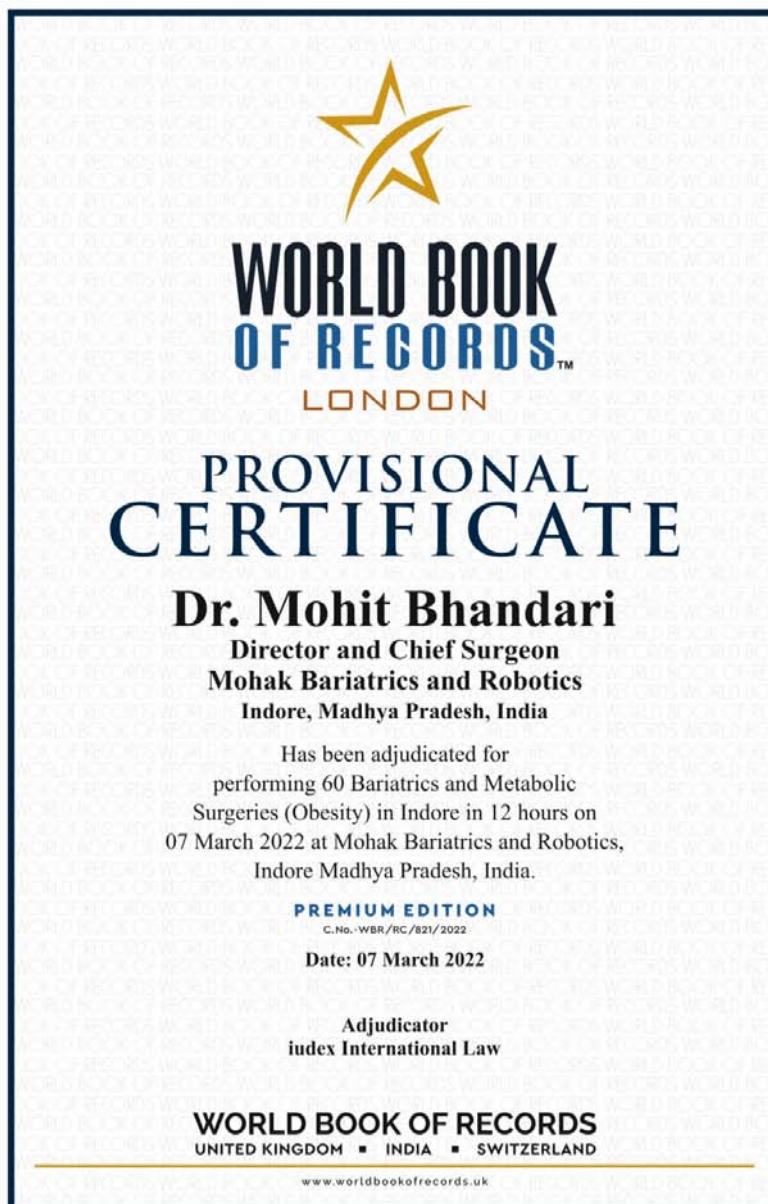 WORLD BOOK
OF RECORDS™
LONDON
PROVISIONAL
CERTIFICATE
Dr. Mohit Bhandari
Director and Chief Surgeon
Mohak Bariatrics and Robotics
Indore, Madhya Pradesh, India
Has been adjudicated for
performing 60 Bariatrics and Metabolic
Surgeries (Obesity) in Indore in 12 hours on
07 March 2022 at Mohak Bariatrics and Robotics,
Indore Madhya Pradesh, India.
PREMIUM EDITION
C.No.-WBR/RC/821/2022
Date: 07 March 2022
Adjudicator
iudex International Law
WORLD BOOK OF RECORDS
UNITED KINGDOM ▪ INDIA ▪ SWITZERLAND
www.worldbookofrecords.uk